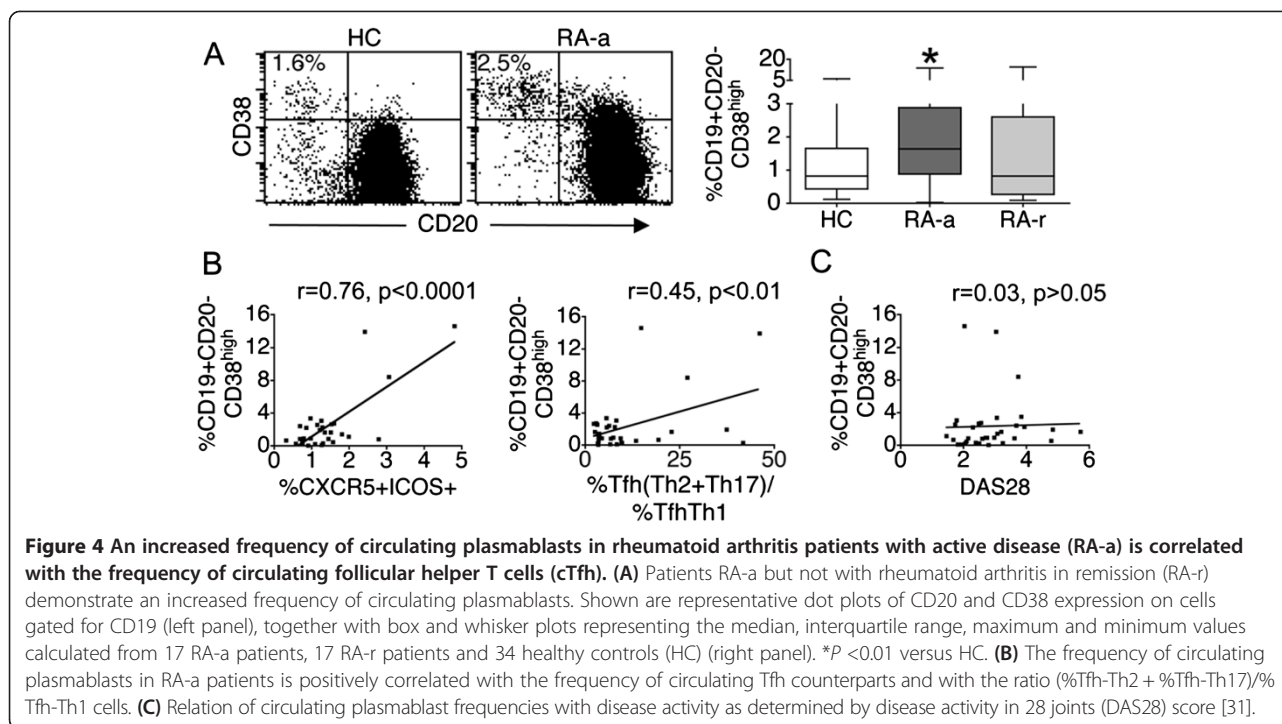 A
HC
RA-a
1.6%
2.5%
CD38
CD20
%CD19+CD20-
CD38high
20
5
3
2
1
0
*
HC RA-a RA-r
B
r=0.76, p<0.0001
%CD19+CD20-
CD38high
16
12
8
4
0
0 1 2 3 4 5
%CXCR5+ICOS+
r=0.45, p<0.01
%CD19+CD20-
CD38high
16
12
8
4
0
0 25 50
%Tfh(Th2+Th17)/
%TfhTh1
C
r=0.03, p>0.05
%CD19+CD20-
CD38high
16
12
8
4
0
0 2 4 6
DAS28
Figure 4 An increased frequency of circulating plasmablasts in rheumatoid arthritis patients with active disease (RA-a) is correlated
with the frequency of circulating follicular helper T cells (cTfh). (A) Patients RA-a but not with rheumatoid arthritis in remission (RA-r)
demonstrate an increased frequency of circulating plasmablasts. Shown are representative dot plots of CD20 and CD38 expression on cells
gated for CD19 (left panel), together with box and whisker plots representing the median, interquartile range, maximum and minimum values
calculated from 17 RA-a patients, 17 RA-r patients and 34 healthy controls (HC) (right panel). *P <0.01 versus HC. (B) The frequency of circulating
plasmablasts in RA-a patients is positively correlated with the frequency of circulating Tfh counterparts and with the ratio (%Tfh-Th2 + %Tfh-Th17)/%
Tfh-Th1 cells. (C) Relation of circulating plasmablast frequencies with disease activity as determined by disease activity in 28 joints (DAS28) score [31].